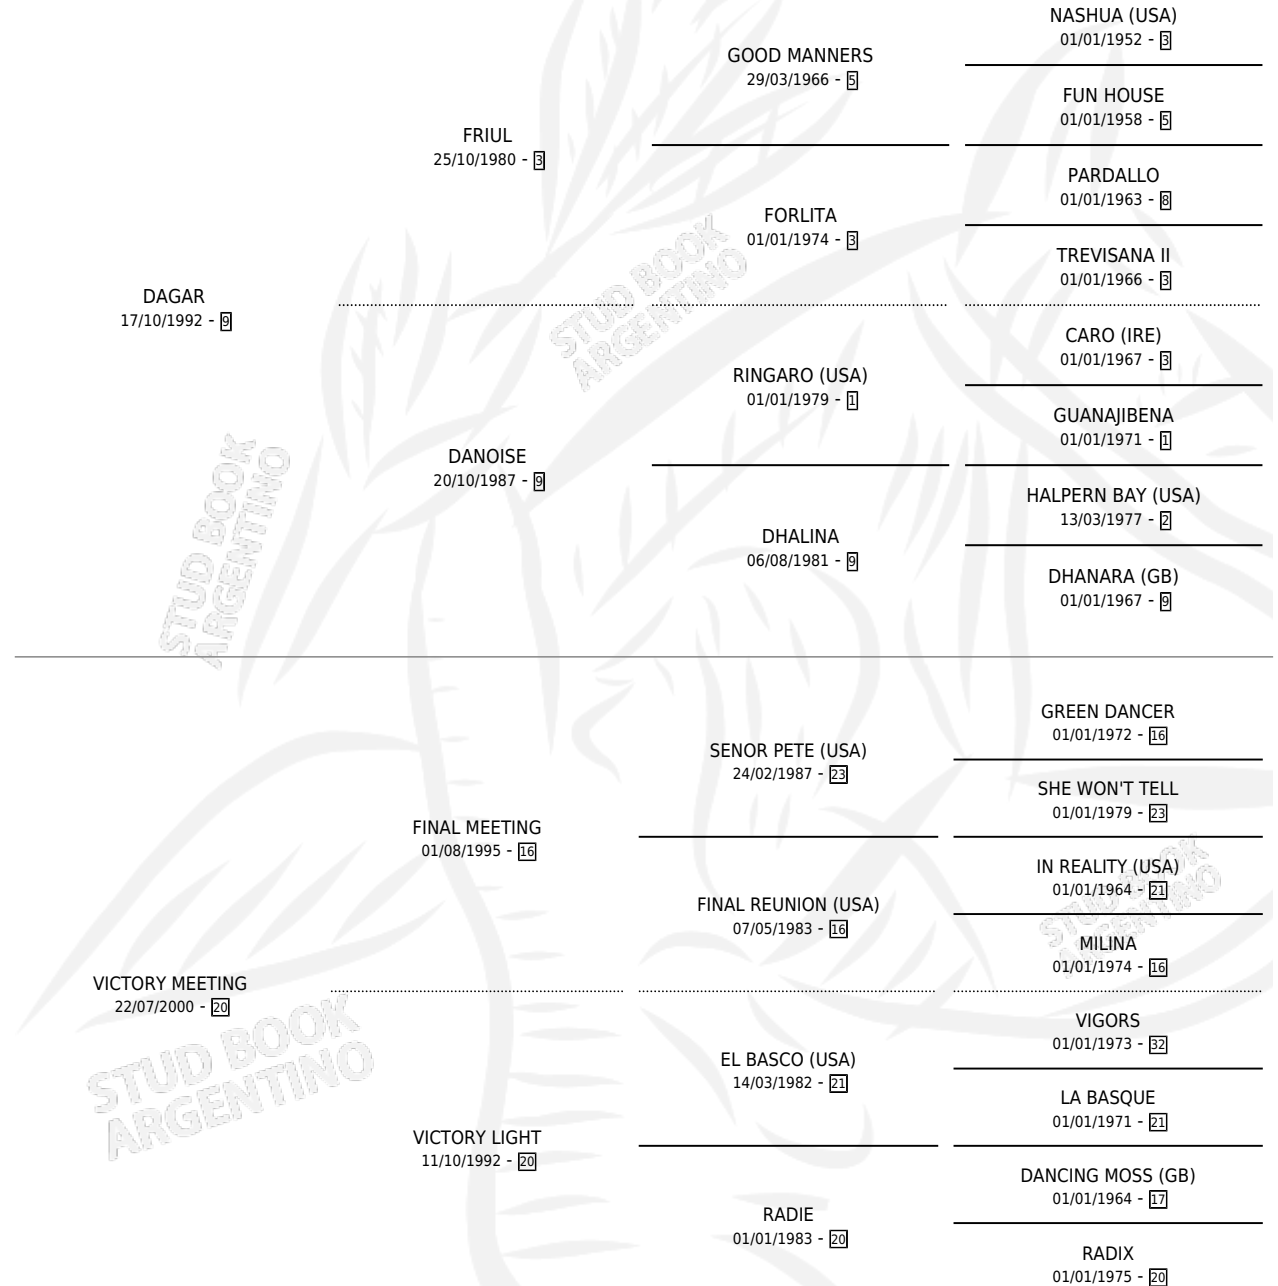 NASHUA (USA)
01/01/1952 - 3
GOOD MANNERS
29/03/1966 - 5
FUN HOUSE
01/01/1958 - 5
FRIUL
25/10/1980 - 3
PARDALLO
01/01/1963 - 8
FORLITA
01/01/1974 - 3
TREVISANA II
01/01/1966 - 3
DAGAR
17/10/1992 - 9
CARO (IRE)
01/01/1967 - 3
RINGARO (USA)
01/01/1979 - 1
GUANAJIBENA
01/01/1971 - 1
DANOISE
20/10/1987 - 9
HALPERN BAY (USA)
13/03/1977 - 2
DHALINA
06/08/1981 - 9
DHANARA (GB)
01/01/1967 - 9
STUD BOOK
ARGENTINO
STUD BOOK
ARGENTINO
GREEN DANCER
01/01/1972 - 16
SENOR PETE (USA)
24/02/1987 - 23
SHE WON'T TELL
01/01/1979 - 23
FINAL MEETING
01/08/1995 - 16
IN REALITY (USA)
01/01/1964 - 21
FINAL REUNION (USA)
07/05/1983 - 16
MILINA
01/01/1974 - 16
STUD BOOK
ARGENTINO
VICTORY MEETING
22/07/2000 - 20
VIGORS
01/01/1973 - 32
EL BASCO (USA)
14/03/1982 - 21
LA BASQUE
01/01/1971 - 21
STUD BOOK
ARGENTINO
VICTORY LIGHT
11/10/1992 - 20
DANCING MOSS (GB)
01/01/1964 - 17
RADIE
01/01/1983 - 20
RADIX
01/01/1975 - 20